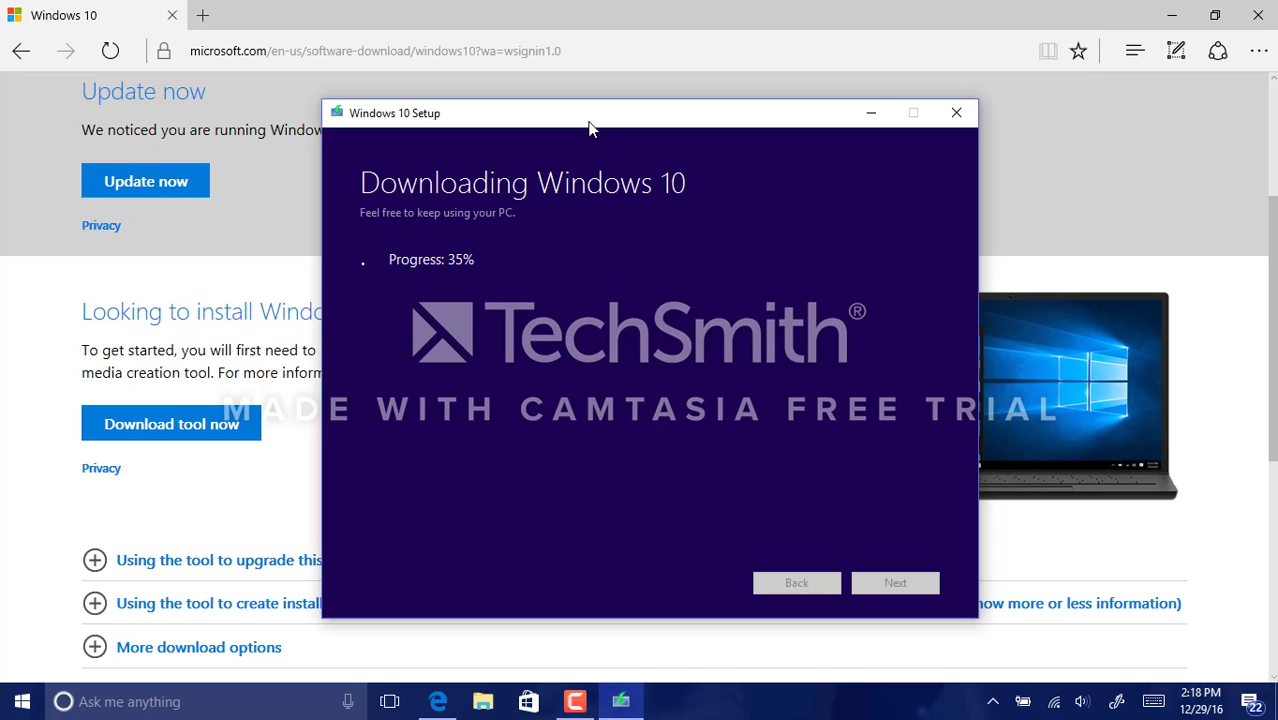 Windows 10
microsoft.com/en-us/software-download/windows10?wa=wsignin1.0
Update now
We noticed you are running Window
Update now
Privacy
Windows 10 Setup
Downloading Windows 10
Feel free to keep using your PC.
Progress: 35%
TechSmith®
MADE WITH CAMTASIA FREE TRIAL
Looking to install Windo
To get started, you will first need to
media creation tool. For more inform
Download tool now
Privacy
Back
Next
Using the tool to upgrade this
Using the tool to create install
now more or less information)
More download options
Ask me anything
2:18 PM
12/29/16
22